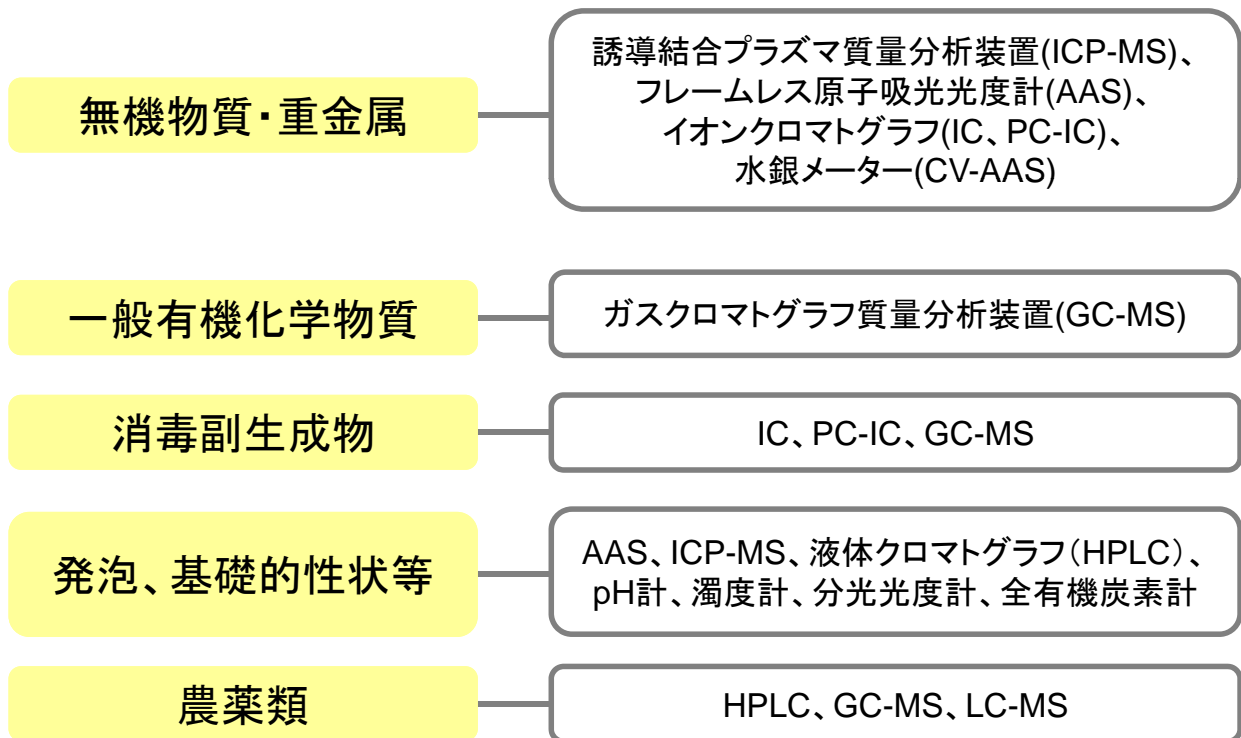 無機物質・重金属
誘導結合プラズマ質量分析装置(ICP-MS)、
フレームレス原子吸光光度計(AAS)、
イオンクロマトグラフ(IC、PC-IC)、
水銀メーター(CV-AAS)
一般有機化学物質
ガスクロマトグラフ質量分析装置(GC-MS)
消毒副生成物
IC、PC-IC、GC-MS
発泡、基礎的性状等
AAS、ICP-MS、液体クロマトグラフ（HPLC）、
pH計、濁度計、分光光度計、全有機炭素計
農薬類
HPLC、GC-MS、LC-MS